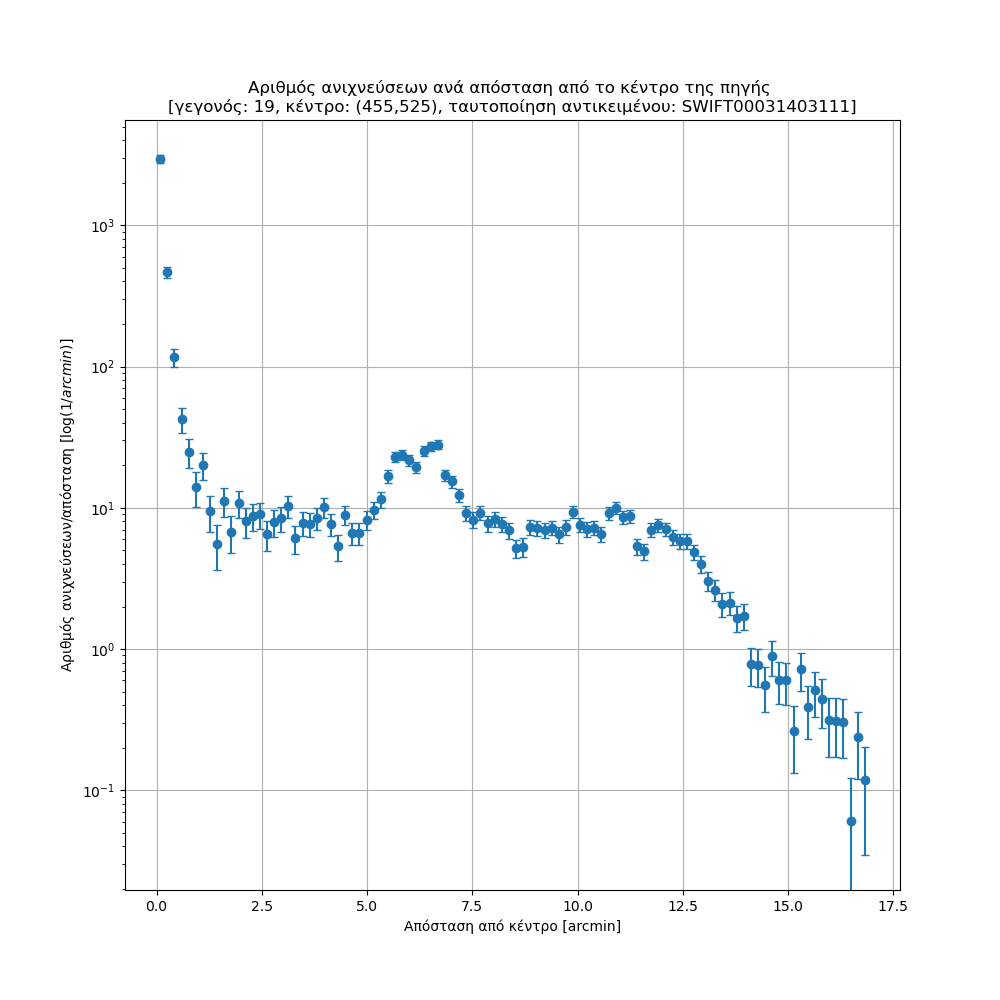 Αριθμός ανιχνεύσεων ανά απόσταση από το κέντρο της πηγής
[γεγονός: 19, κέντρο: (455,525), ταυτοποίηση αντικειμένου: SWIFT00031403111]
Αριθμός ανιχνεύσεων/απόσταση [log(1/arcmin)]
10³
10²
10¹
10⁰
10⁻¹
0.0 2.5 5.0 7.5 10.0 12.5 15.0 17.5
Απόσταση από κέντρο [arcmin]